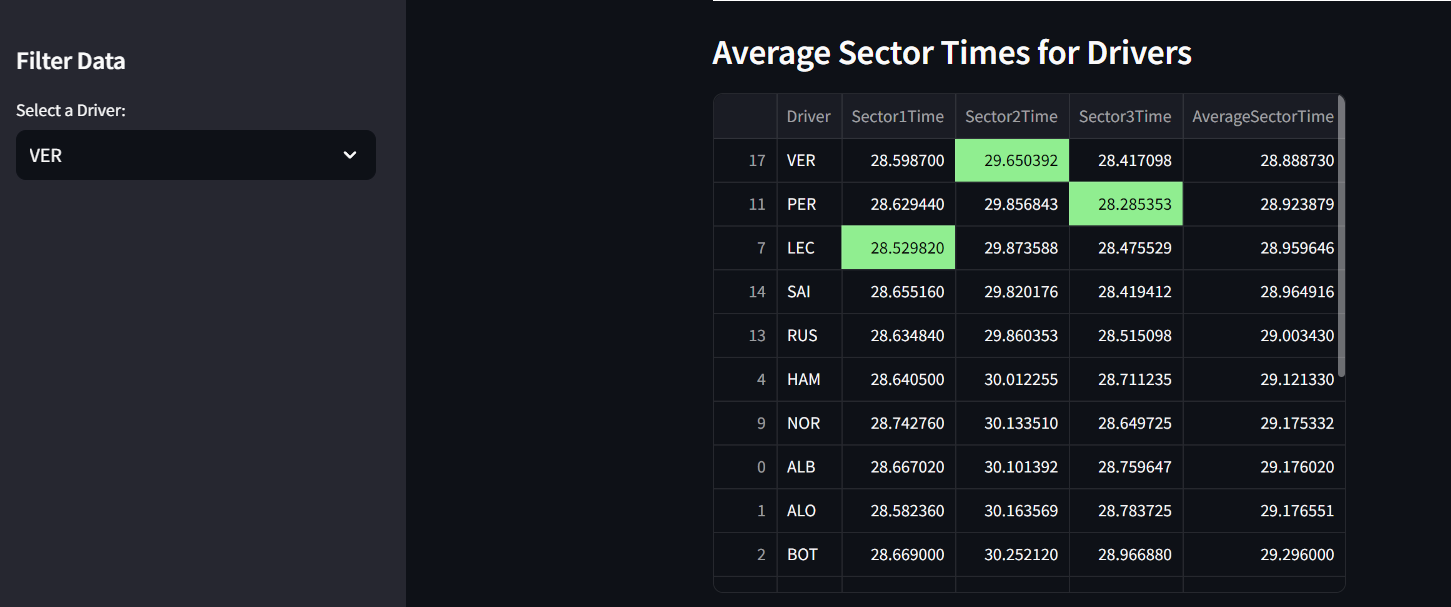 Filter Data
Select a Driver:
VER
Average Sector Times for Drivers
Driver Sector1Time Sector2Time Sector3Time AverageSectorTime
17 VER 28.598700 29.650392 28.417098 28.888730
11 PER 28.629440 29.856843 28.285353 28.923879
7 LEC 28.529820 29.873588 28.475529 28.959646
14 SAI 28.655160 29.820176 28.419412 28.964916
13 RUS 28.634840 29.860353 28.515098 29.003430
4 HAM 28.640500 30.012255 28.711235 29.121330
9 NOR 28.742760 30.133510 28.649725 29.175332
0 ALB 28.667020 30.101392 28.759647 29.176020
1 ALO 28.582360 30.163569 28.783725 29.176551
2 BOT 28.669000 30.252120 28.966880 29.296000